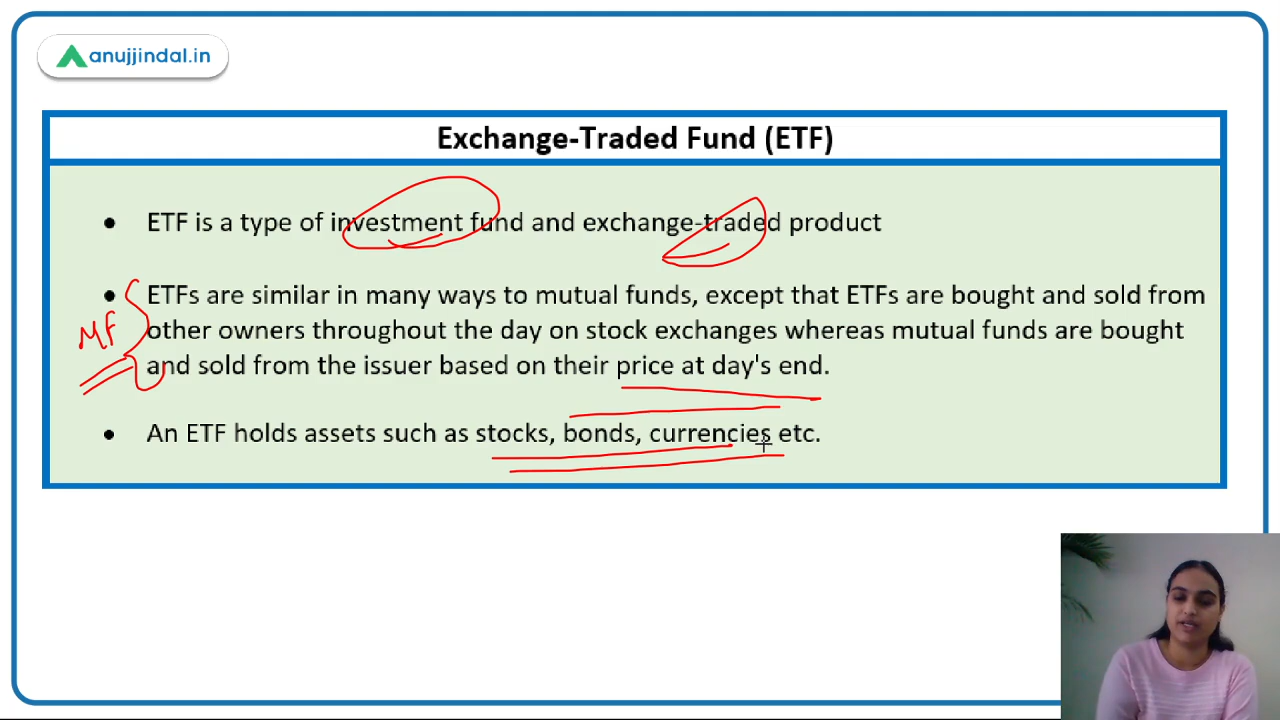 anujjindal.in
Exchange-Traded Fund (ETF)
• ETF is a type of investment fund and exchange-traded product
• ETFs are similar in many ways to mutual funds, except that ETFs are bought and sold from
other owners throughout the day on stock exchanges whereas mutual funds are bought
and sold from the issuer based on their price at day's end.
MF
• An ETF holds assets such as stocks, bonds, currencies etc.